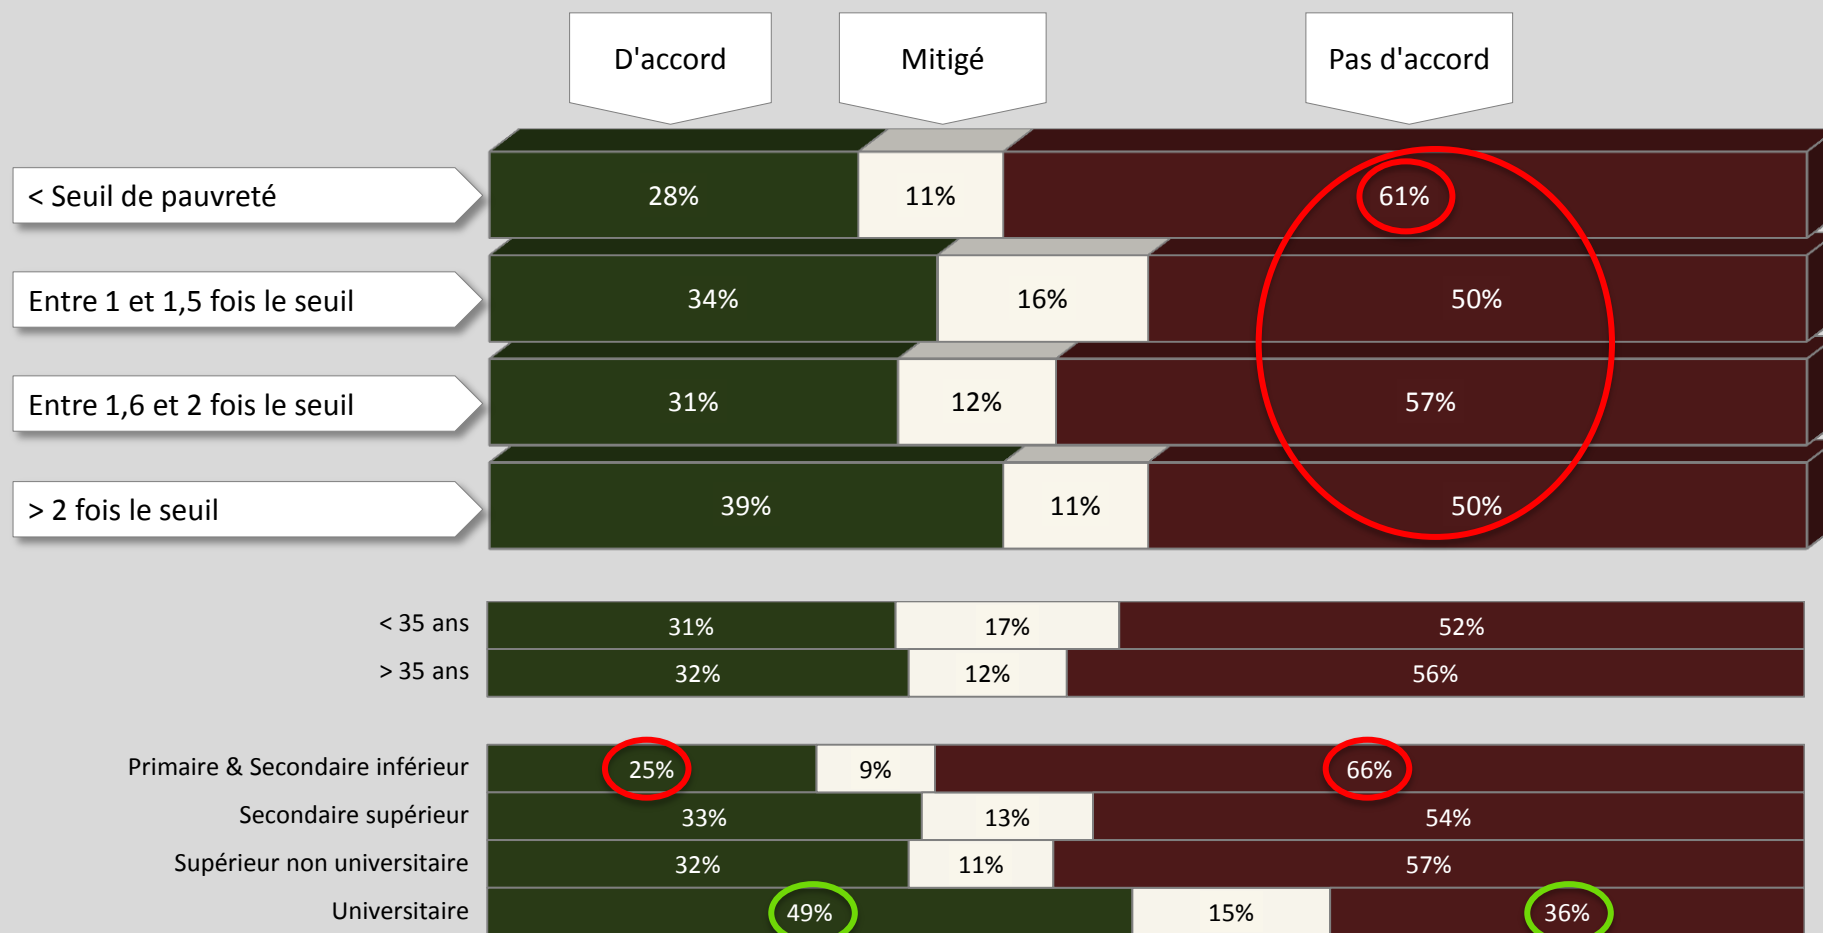 D'accord Mitigé Pas d'accord
< Seuil de pauvreté 28% 11% 61%
Entre 1 et 1,5 fois le seuil 34% 16% 50%
Entre 1,6 et 2 fois le seuil 31% 12% 57%
> 2 fois le seuil 39% 11% 50%
< 35 ans 31% 17% 52%
> 35 ans 32% 12% 56%
Primaire & Secondaire inférieur 25% 9% 66%
Secondaire supérieur 33% 13% 54%
Supérieur non universitaire 32% 11% 57%
Universitaire 49% 15% 36%